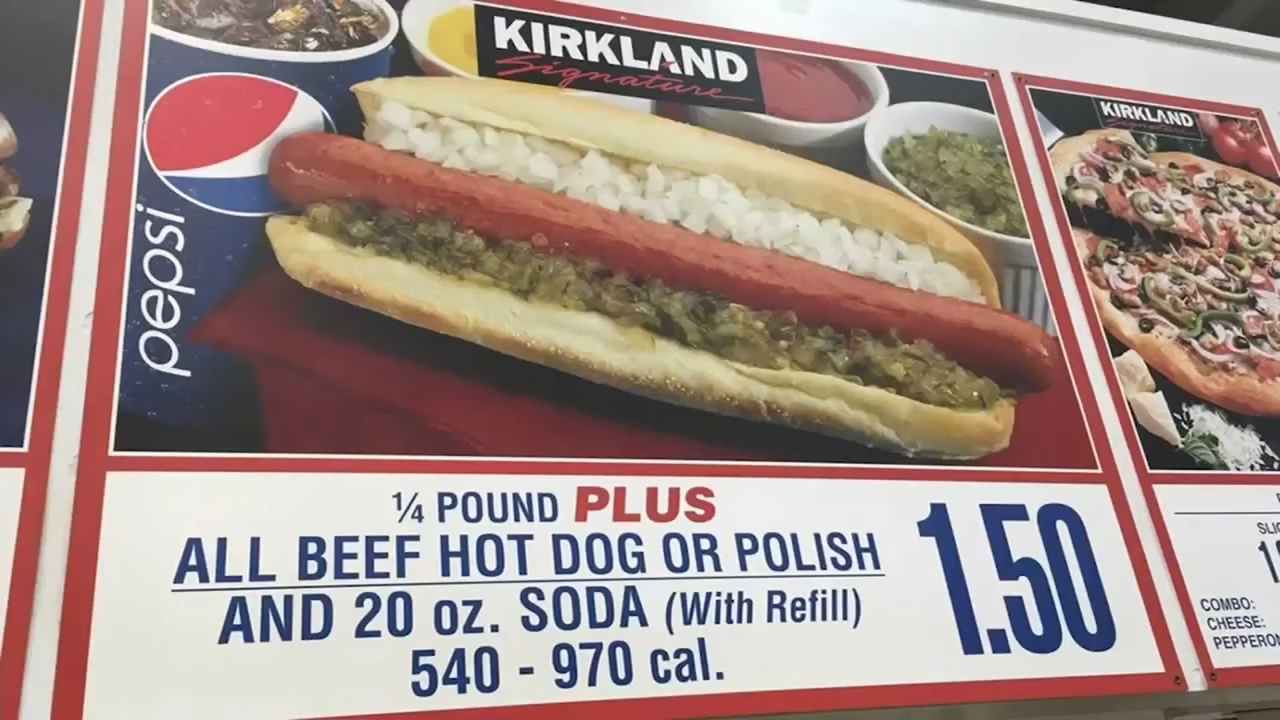 KIRKLAND
Signature
pepsi
¼ POUND PLUS
ALL BEEF HOT DOG OR POLISH
AND 20 oz. SODA (With Refill)
540 - 970 cal.
1.50
KIRKLAND
Signature
COMBO:
CHEESE: